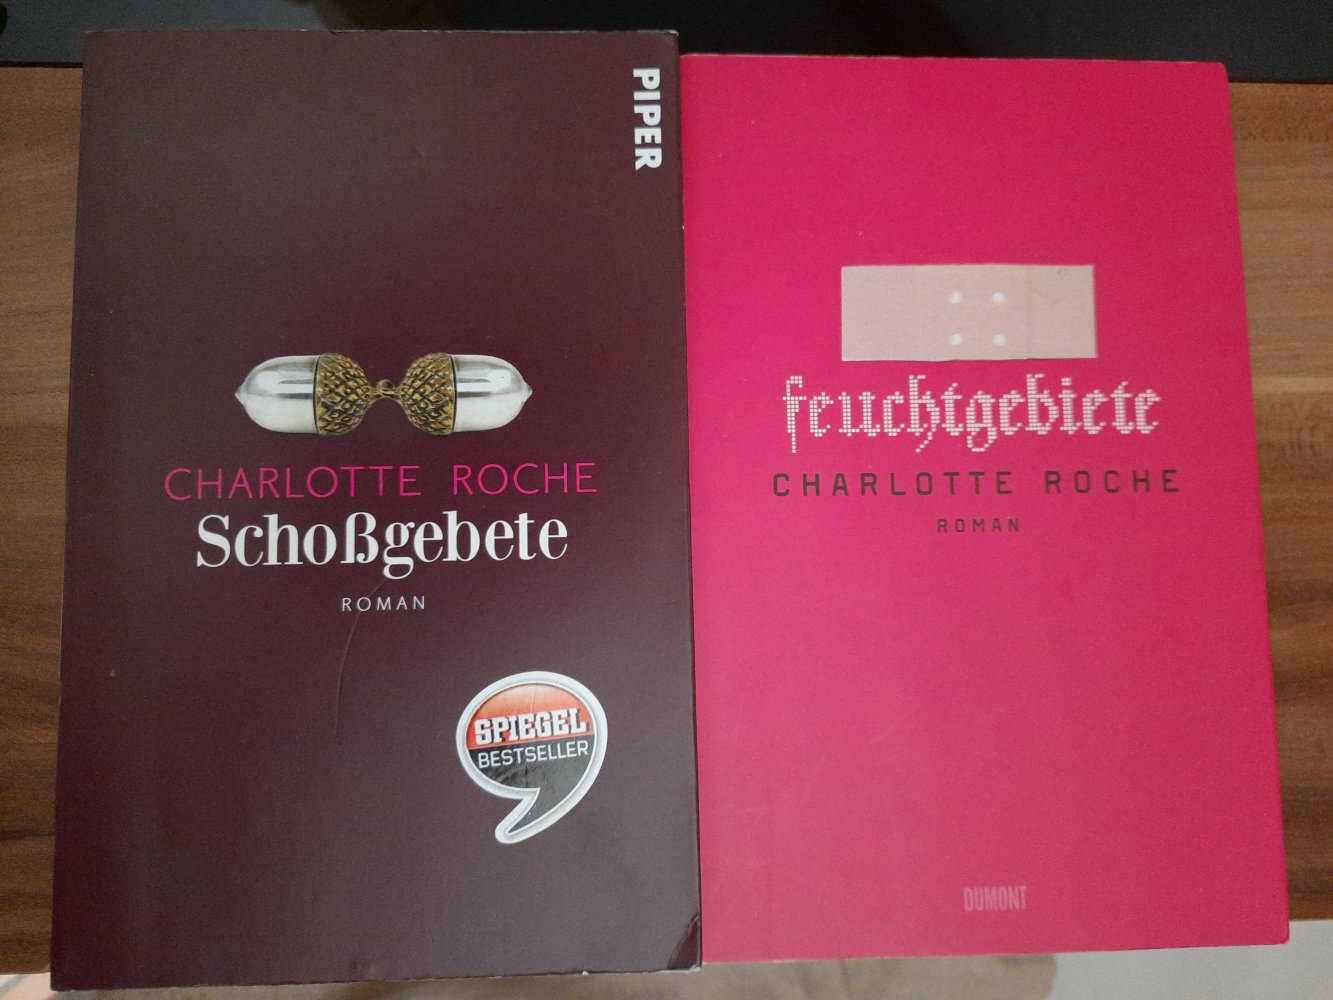 PIPER
CHARLOTTE ROCHE
Schoßgebete
ROMAN
SPIEGEL
BESTSELLER
feuchtgebiete
CHARLOTTE ROCHE
ROMAN
DUMONT